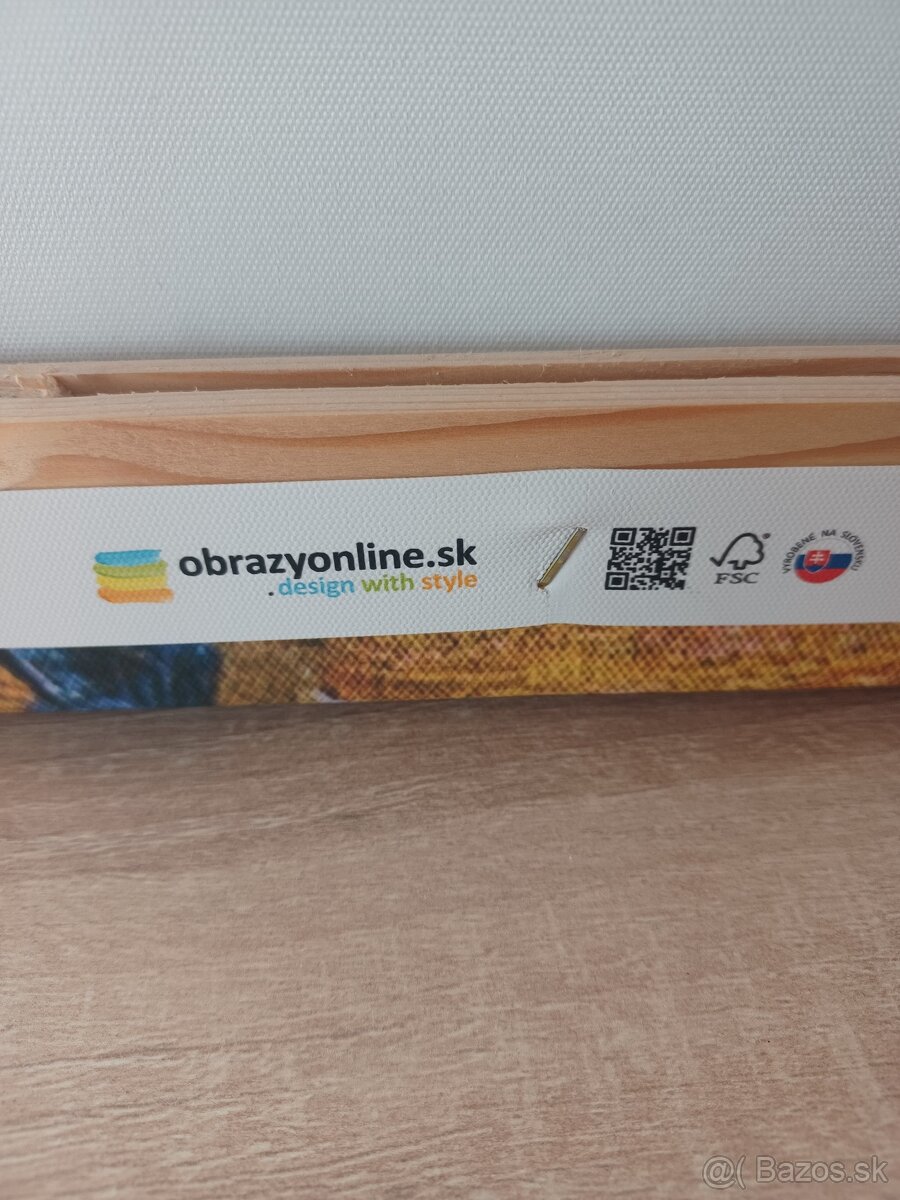 obrazyonline.sk
.design with style
FSC®
VYROBENÉ NA SLOVENSKU
@( Bazos.sk